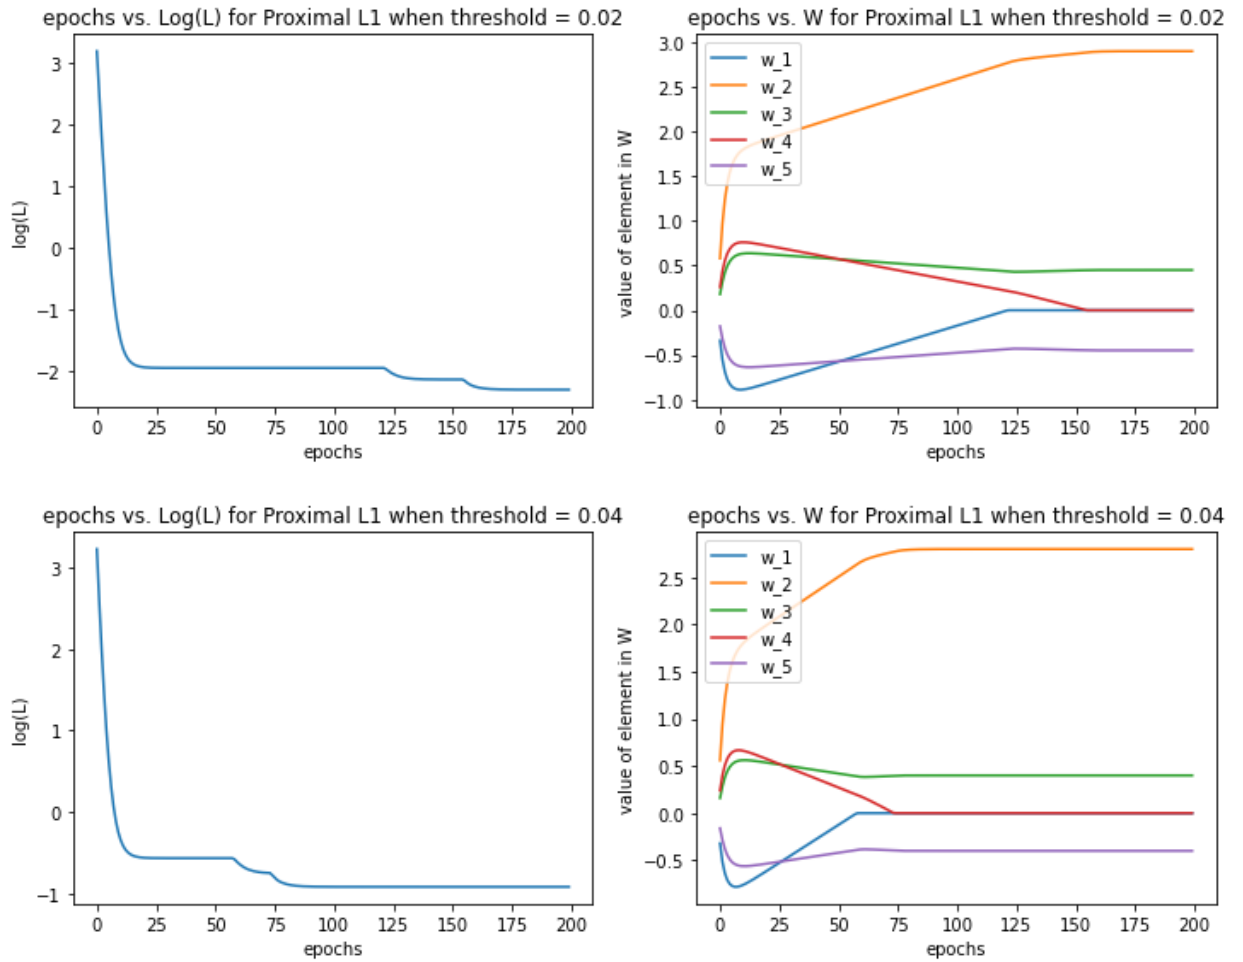 epochs vs. Log(L) for Proximal L1 when threshold = 0.02
log(L)
3
2
1
0
−1
−2
0 25 50 75 100 125 150 175 200
epochs
epochs vs. W for Proximal L1 when threshold = 0.02
value of element in W
3.0
2.5
2.0
1.5
1.0
0.5
0.0
−0.5
−1.0
w_1
w_2
w_3
w_4
w_5
0 25 50 75 100 125 150 175 200
epochs
epochs vs. Log(L) for Proximal L1 when threshold = 0.04
log(L)
3
2
1
0
−1
0 25 50 75 100 125 150 175 200
epochs
epochs vs. W for Proximal L1 when threshold = 0.04
value of element in W
2.5
2.0
1.5
1.0
0.5
0.0
−0.5
w_1
w_2
w_3
w_4
w_5
0 25 50 75 100 125 150 175 200
epochs